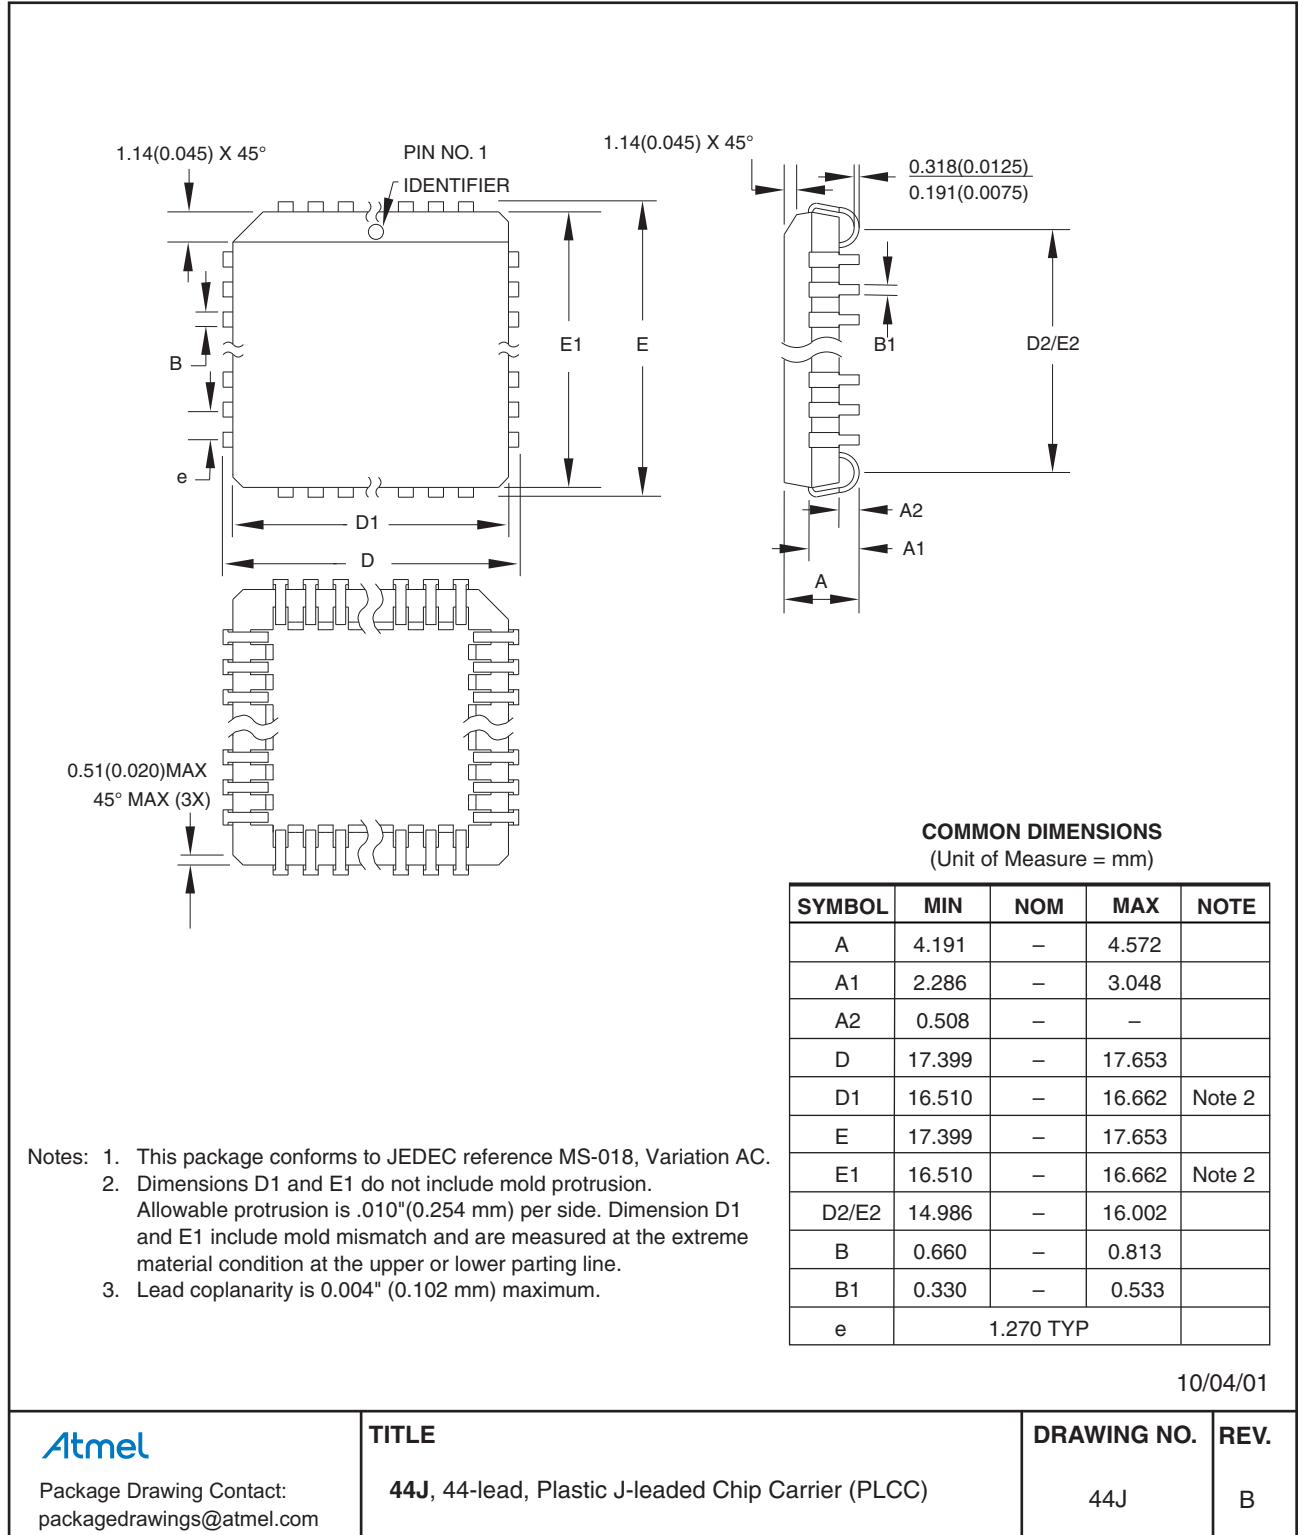 1.14(0.045) X 45°
PIN NO. 1
IDENTIFIER
1.14(0.045) X 45°
0.318(0.0125)
0.191(0.0075)
B
e
E1
E
B1
D2/E2
A2
A1
A
D1
D
0.51(0.020)MAX
45° MAX (3X)
COMMON DIMENSIONS
(Unit of Measure = mm)
SYMBOL MIN NOM MAX NOTE
A 4.191 – 4.572
A1 2.286 – 3.048
A2 0.508 – –
D 17.399 – 17.653
D1 16.510 – 16.662 Note 2
E 17.399 – 17.653
E1 16.510 – 16.662 Note 2
D2/E2 14.986 – 16.002
B 0.660 – 0.813
B1 0.330 – 0.533
e 1.270 TYP
Notes: 1. This package conforms to JEDEC reference MS-018, Variation AC.
2. Dimensions D1 and E1 do not include mold protrusion.
Allowable protrusion is .010"(0.254 mm) per side. Dimension D1
and E1 include mold mismatch and are measured at the extreme
material condition at the upper or lower parting line.
3. Lead coplanarity is 0.004" (0.102 mm) maximum.
10/04/01
Atmel
Package Drawing Contact:
packagedrawings@atmel.com
TITLE
44J, 44-lead, Plastic J-leaded Chip Carrier (PLCC)
DRAWING NO.
44J
REV.
B